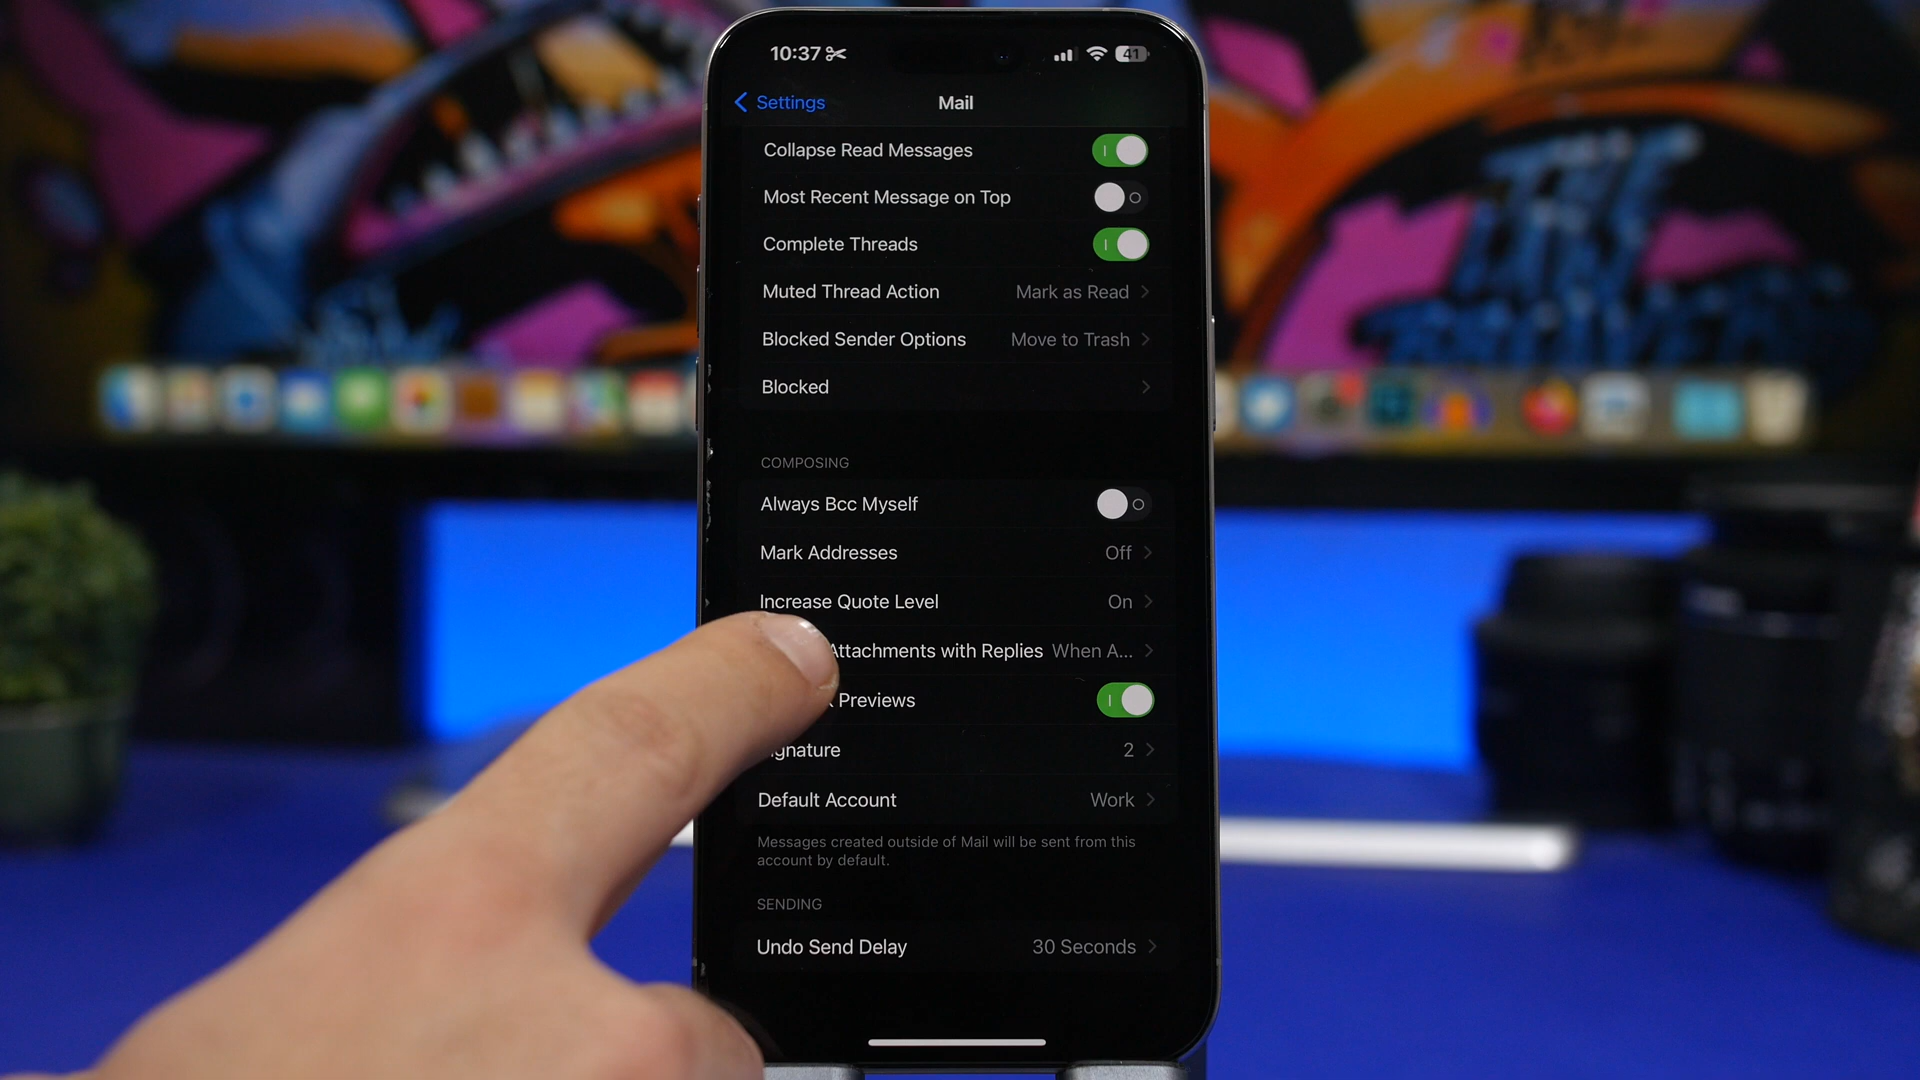 10:37
41
Settings
Mail
Collapse Read Messages
Most Recent Message on Top
Complete Threads
Muted Thread Action Mark as Read
Blocked Sender Options Move to Trash
Blocked
COMPOSING
Always Bcc Myself
Mark Addresses Off
Increase Quote Level On
Attachments with Replies When A...
Previews
gnature 2
Default Account Work
Messages created outside of Mail will be sent from this
account by default.
SENDING
Undo Send Delay 30 Seconds